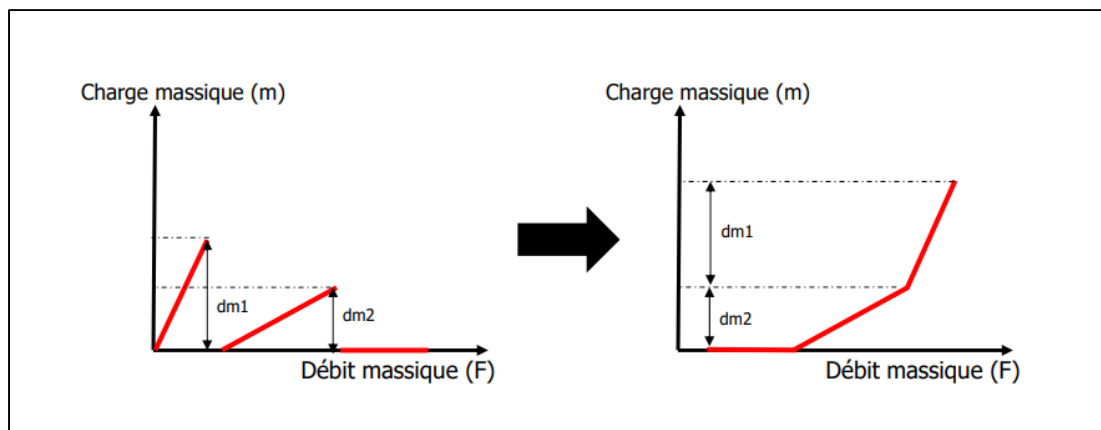 Charge massique (m)
dm1
dm2
Débit massique (F)
Charge massique (m)
dm1
dm2
Débit massique (F)